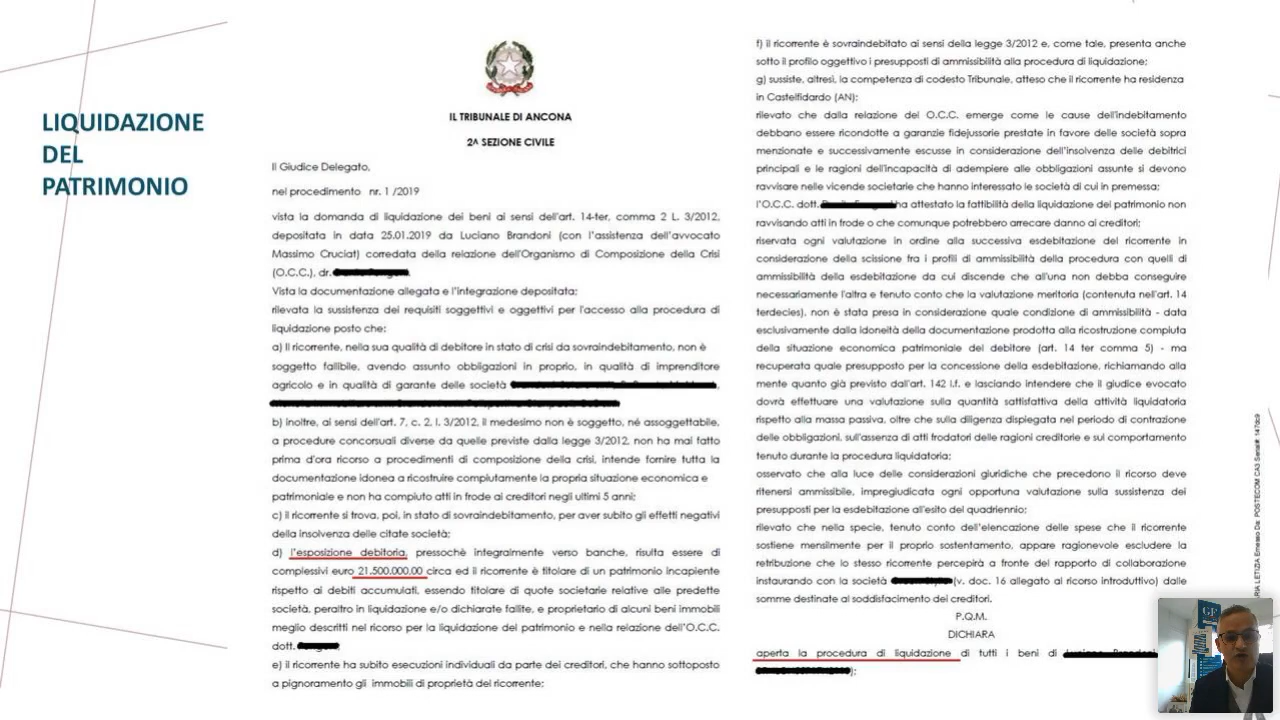 LIQUIDAZIONE
DEL
PATRIMONIO
IL TRIBUNALE DI ANCONA
2^ SEZIONE CIVILE
Il Giudice Delegato,
nel procedimento nr. 1 /2019
vista la domanda di liquidazione dei beni ai sensi dell'art. 14-ter, comma 2 L. 3/2012,
depositata in data 25.01.2019 da Luciano Brandoni (con l'assistenza dell'avvocato
Massimo Cruciat) corredata della relazione dell'Organismo di Composizione della Crisi
(O.C.C.), dr.
Vista la documentazione allegata e l'integrazione depositata;
rilevata la sussistenza dei requisiti soggettivi e oggettivi per l'accesso alla procedura di
liquidazione posto che:
a) Il ricorrente, nella sua qualità di debitore in stato di crisi da sovraindebitamento, non è
soggetto fallibile, avendo assunto obbligazioni in proprio, in qualità di imprenditore
agricolo e in qualità di garante delle società
b) inoltre, ai sensi dell'art. 7, c. 2, l. 3/2012, il medesimo non è soggetto, né assoggettabile,
a procedure concorsuali diverse da quelle previste dalla legge 3/2012, non ha mai fatto
prima d'ora ricorso a procedimenti di composizione della crisi, intende fornire tutta la
documentazione idonea a ricostruire compiutamente la propria situazione economica e
patrimoniale e non ha compiuto atti in frode ai creditori negli ultimi 5 anni;
c) il ricorrente si trova, poi, in stato di sovraindebitamento, per aver subito gli effetti negativi
della insolvenza delle citate società;
d) l'esposizione debitoria, pressochè integralmente verso banche, risulta essere di
complessivi euro 21.500.000,00 circa ed il ricorrente è titolare di un patrimonio incapiente
rispetto ai debiti accumulati, essendo titolare di quote societarie relative alle predette
società, peraltro in liquidazione e/o dichiarate fallite, e proprietario di alcuni beni immobili
meglio descritti nel ricorso per la liquidazione del patrimonio e nella relazione dell'O.C.C.
dott.
e) il ricorrente ha subito esecuzioni individuali da parte dei creditori, che hanno sottoposto
a pignoramento gli immobili di proprietà del ricorrente;
f) il ricorrente è sovraindebitato ai sensi della legge 3/2012 e, come tale, presenta anche
sotto il profilo oggettivo i presupposti di ammissibilità alla procedura di liquidazione;
g) sussiste, altresì, la competenza di codesto Tribunale, atteso che il ricorrente ha residenza
in Castelfidardo (AN);
rilevato che dalla relazione del O.C.C. emerge come le cause dell'indebitamento
debbano essere ricondotte a garanzie fidejussorie prestate in favore delle società sopra
menzionate e successivamente escusse in considerazione dell'insolvenza delle debitrici
principali e le ragioni dell'incapacità di adempiere alle obbligazioni assunte si devono
ravvisare nelle vicende societarie che hanno interessato le società di cui in premessa;
l'O.C.C. dott. ha attestato la fattibilità della liquidazione del patrimonio non
ravvisando atti in frode o che comunque potrebbero arrecare danno ai creditori;
riservata ogni valutazione in ordine alla successiva esdebitazione del ricorrente in
considerazione della scissione fra i profili di ammissibilità della procedura con quelli di
ammissibilità della esdebitazione da cui discende che all'una non debba conseguire
necessariamente l'altra e tenuto conto che la valutazione meritoria (contenuta nell'art. 14
terdecies), non è stata presa in considerazione quale condizione di ammissibilità - data
esclusivamente dalla idoneità della documentazione prodotta alla ricostruzione compiuta
della situazione economica patrimoniale del debitore (art. 14 ter comma 5) - ma
recuperata quale presupposto per la concessione della esdebitazione, richiamando alla
mente quanto già previsto dall'art. 142 l.f. e lasciando intendere che il giudice evocato
dovrà effettuare una valutazione sulla quantità satisfattiva della attività liquidatoria
rispetto alla massa passiva, oltre che sulla diligenza dispiegata nel periodo di contrazione
delle obbligazioni, sull'assenza di atti frodatori delle ragioni creditorie e sul comportamento
tenuto durante la procedura liquidatoria;
osservato che alla luce delle considerazioni giuridiche che precedono il ricorso deve
ritenersi ammissibile, impregiudicata ogni opportuna valutazione sulla sussistenza dei
presupposti per la esdebitazione all'esito del quadriennio;
rilevato che nella specie, tenuto conto dell'elencazione delle spese che il ricorrente
sostiene mensilmente per il proprio sostentamento, appare ragionevole escludere la
retribuzione che lo stesso ricorrente percepirà a fronte del rapporto di collaborazione
instaurando con la società (v. doc. 16 allegato al ricorso introduttivo) dalle
somme destinate al soddisfacimento dei creditori.
P.Q.M.
DICHIARA
aperta la procedura di liquidazione di tutti i beni di
);
RIA LETIZIA Emesso Da: POSTECOM CA3 Serial#: 147dc9
GF